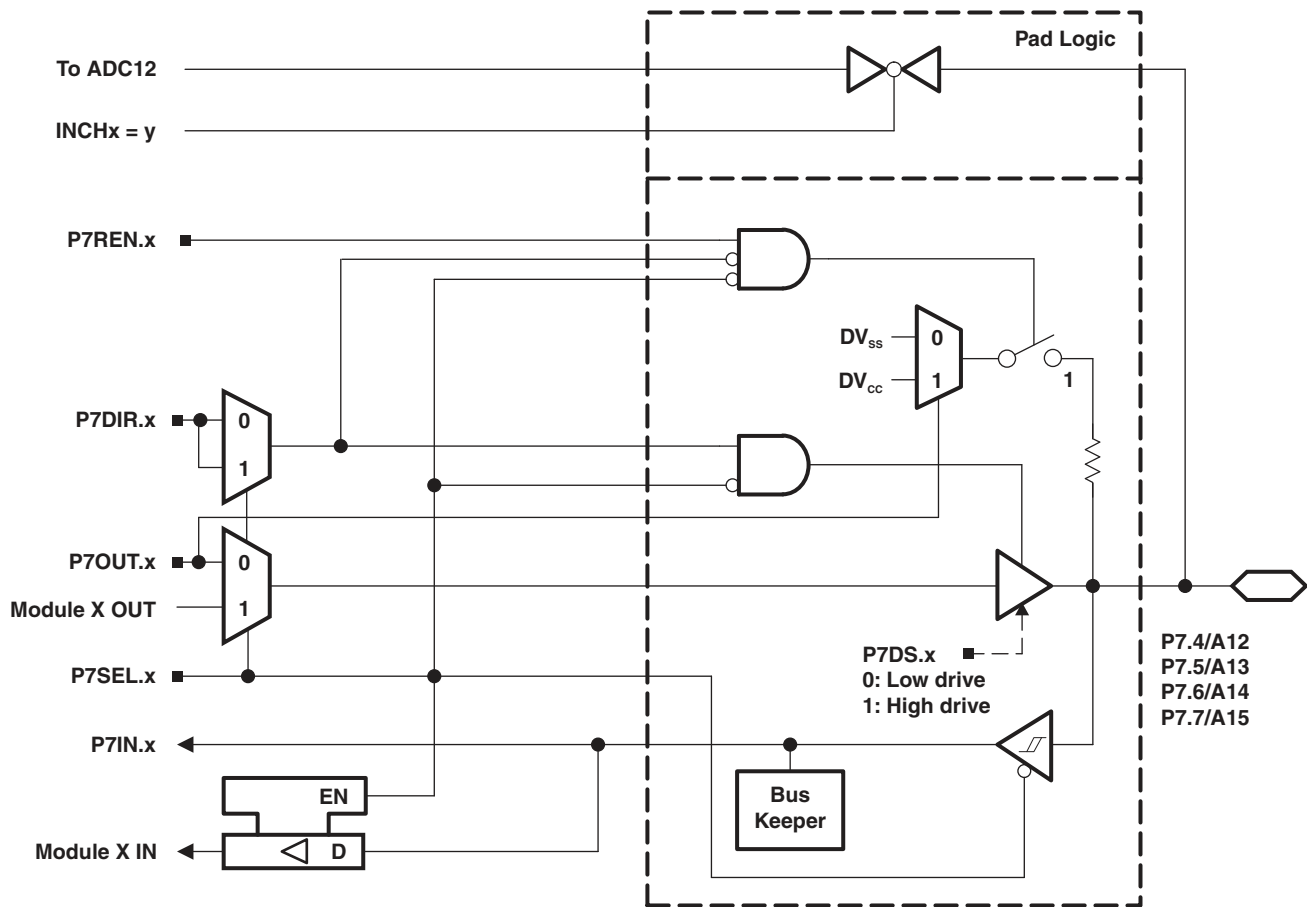 Pad Logic
To ADC12
INCHx = y
P7REN.x
DVSS
0
DVCC
1
1
P7DIR.x
0
1
P7OUT.x
0
Module X OUT
1
P7SEL.x
P7DS.x
0: Low drive
1: High drive
P7.4/A12
P7.5/A13
P7.6/A14
P7.7/A15
P7IN.x
EN
Bus
Keeper
Module X IN
D